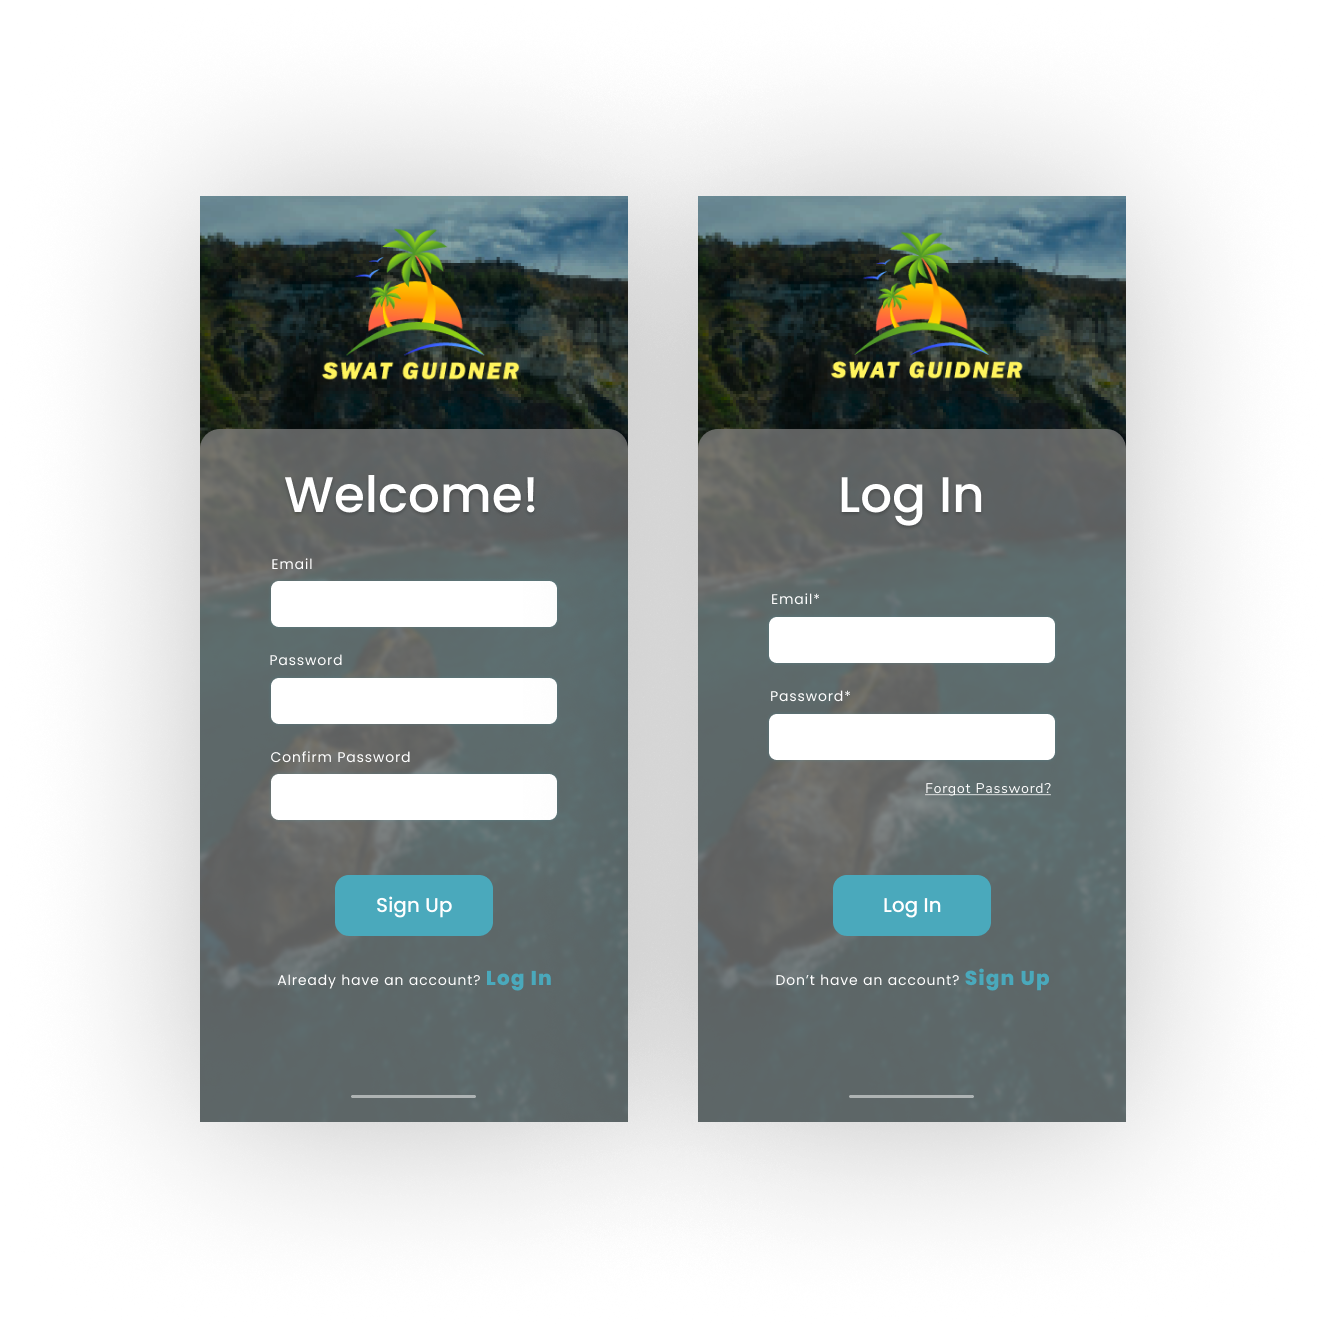 SWAT GUIDNER
Welcome!
Email
Password
Confirm Password
Sign Up
Already have an account? Log In
SWAT GUIDNER
Log In
Email*
Password*
Forgot Password?
Log In
Don’t have an account? Sign Up